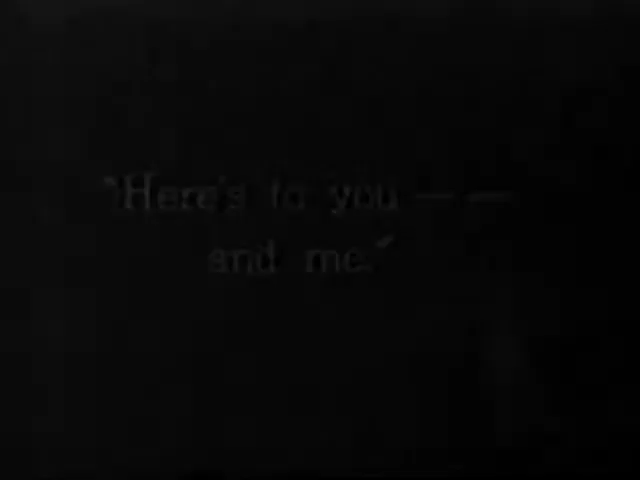 "Here's to you — —
and me."